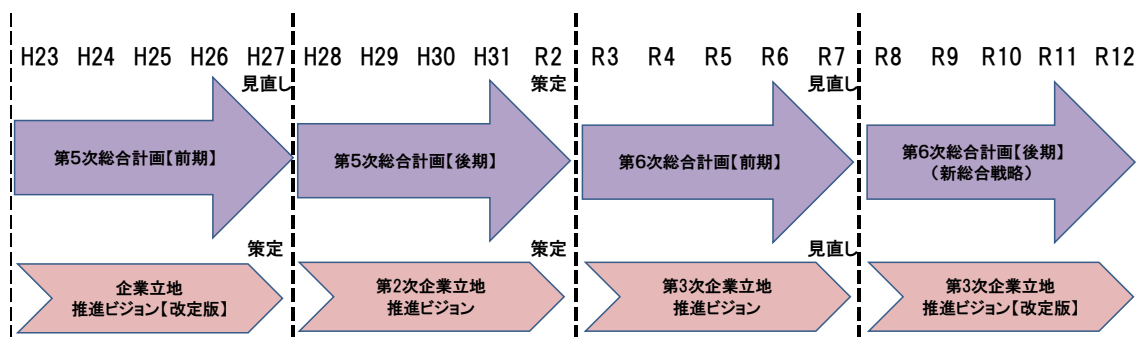 H23 H24 H25 H26 H27 H28 H29 H30 H31 R2 R3 R4 R5 R6 R7 R8 R9 R10 R11 R12
見直し 策定 見直し
第5次総合計画【前期】 第5次総合計画【後期】 第6次総合計画【前期】 第6次総合計画【後期】
（新総合戦略）
策定 策定 見直し
企業立地 第2次企業立地 第3次企業立地 第3次企業立地
推進ビジョン【改定版】 推進ビジョン 推進ビジョン 推進ビジョン【改定版】